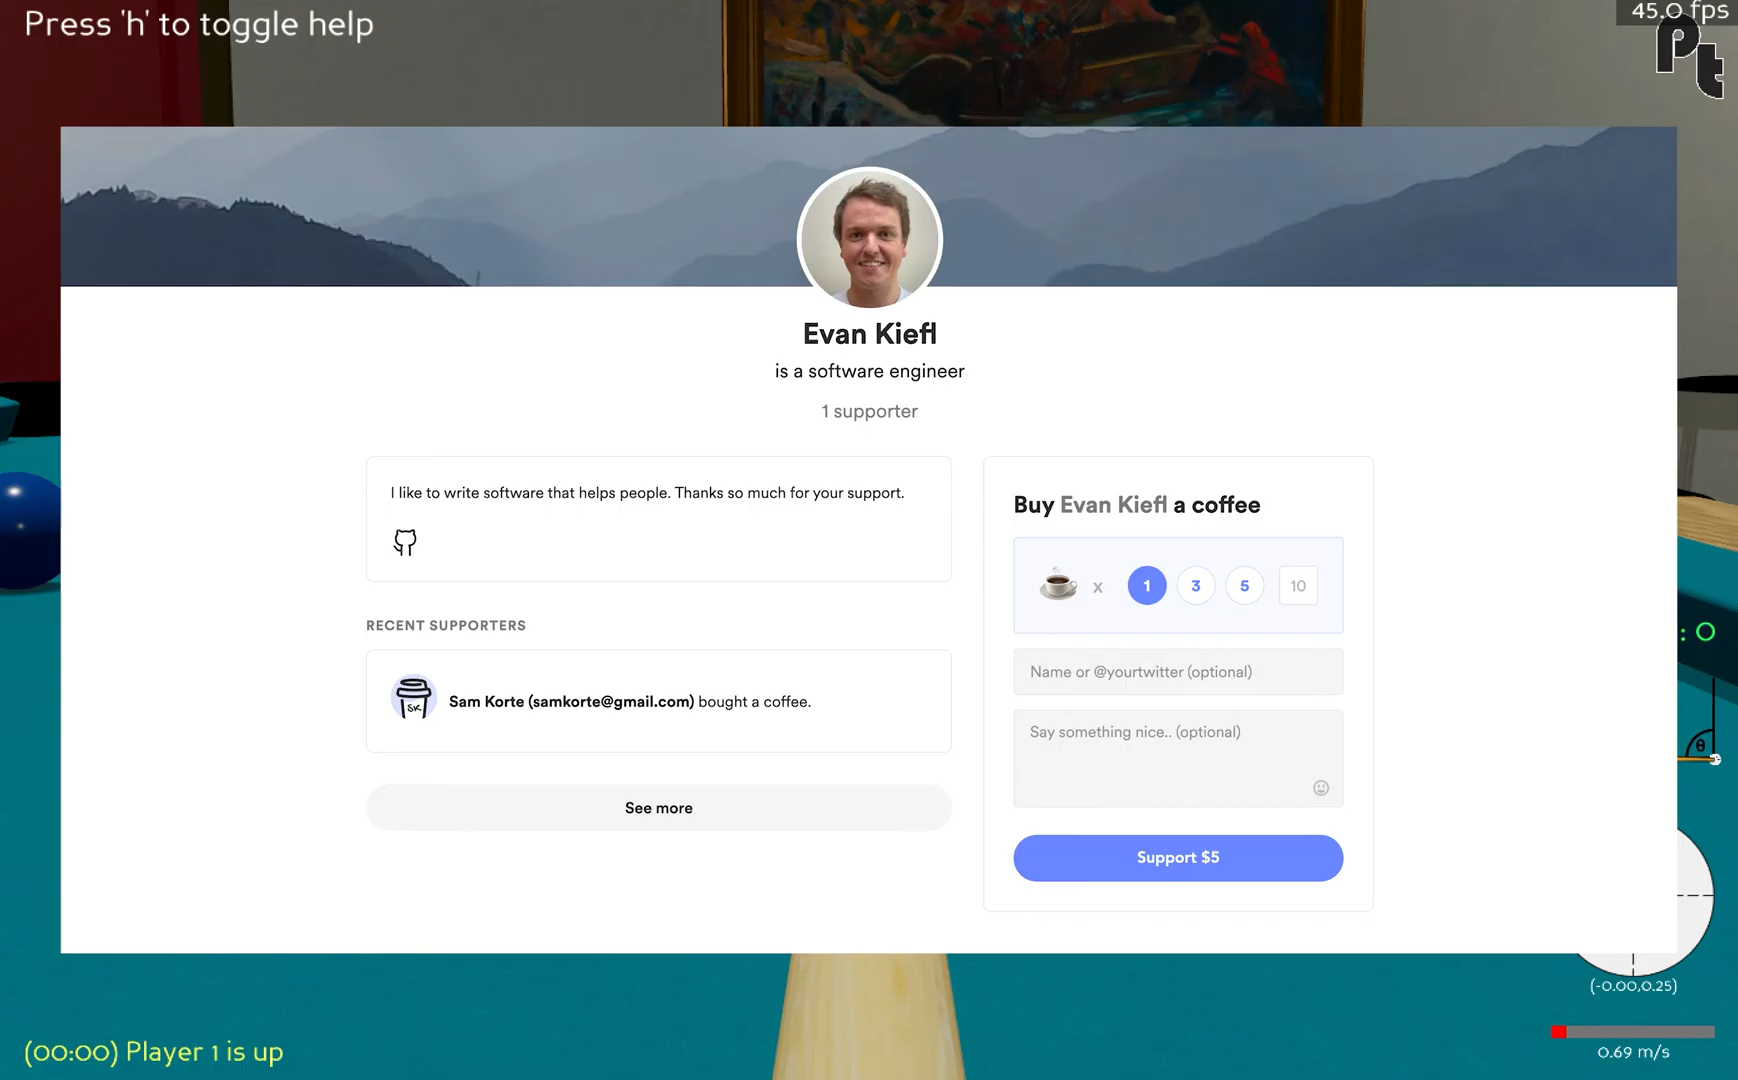 Press 'h' to toggle help
45.0 fps
Pt
Evan Kiefl
is a software engineer
1 supporter
I like to write software that helps people. Thanks so much for your support.
RECENT SUPPORTERS
SK
Sam Korte (samkorte@gmail.com) bought a coffee.
See more
Buy Evan Kiefl a coffee
x 1 3 5 10
Name or @yourtwitter (optional)
Say something nice.. (optional)
Support $5
: 0
θ
(-0.00,0.25)
0.69 m/s
(00:00) Player 1 is up